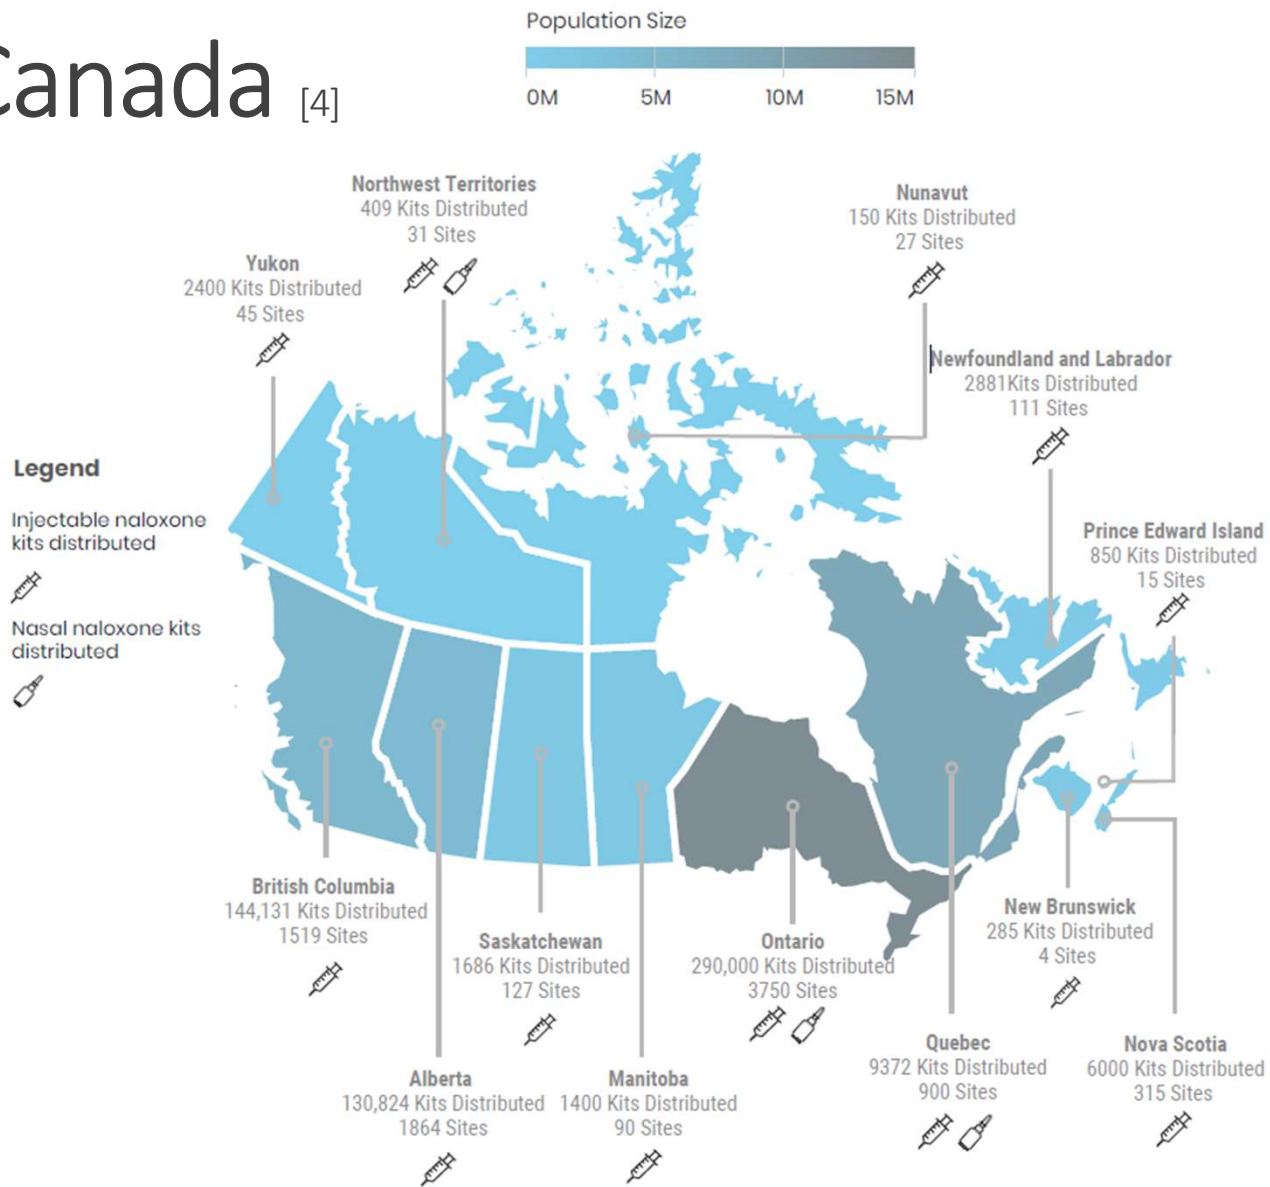 Canada [4]
Population Size
0M 5M 10M 15M
Northwest Territories
409 Kits Distributed
31 Sites
Nunavut
150 Kits Distributed
27 Sites
Yukon
2400 Kits Distributed
45 Sites
Newfoundland and Labrador
2881Kits Distributed
111 Sites
Legend
Injectable naloxone
kits distributed
Nasal naloxone kits
distributed
Prince Edward Island
850 Kits Distributed
15 Sites
British Columbia
144,131 Kits Distributed
1519 Sites
Saskatchewan
1686 Kits Distributed
127 Sites
Ontario
290,000 Kits Distributed
3750 Sites
New Brunswick
285 Kits Distributed
4 Sites
Alberta
130,824 Kits Distributed
1864 Sites
Manitoba
1400 Kits Distributed
90 Sites
Quebec
9372 Kits Distributed
900 Sites
Nova Scotia
6000 Kits Distributed
315 Sites